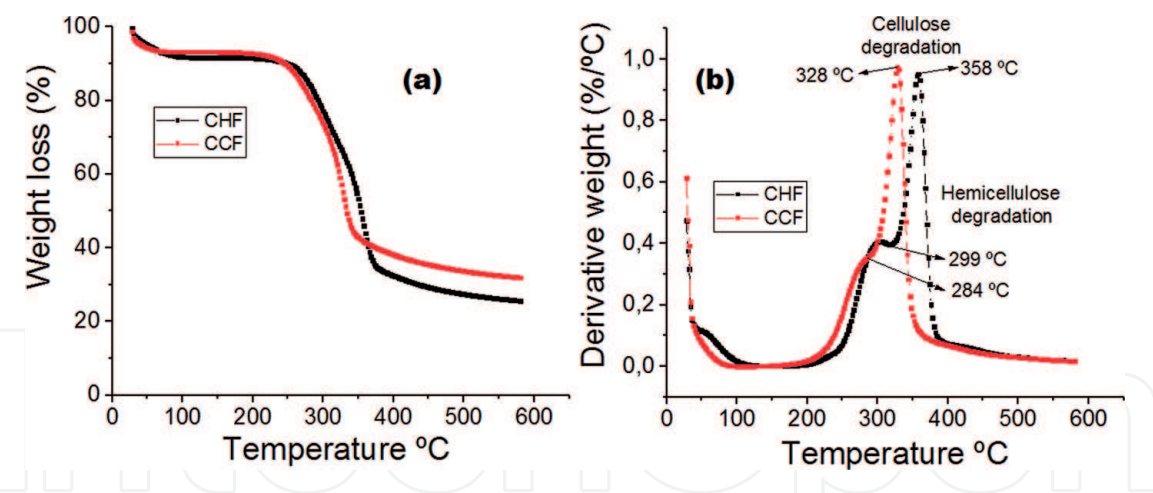 100
80
60
40
20
0
0
100
200
300
400
500
600
Weight loss (%)
Temperature ºC
(a)
CHF
CCF
1,0
0,8
0,6
0,4
0,2
0,0
0
100
200
300
400
500
600
Derivative weight (%/ºC)
Temperature ºC
(b)
Cellulose
degradation
328 ºC
358 ºC
CHF
CCF
Hemicellulose
degradation
299 ºC
284 ºC